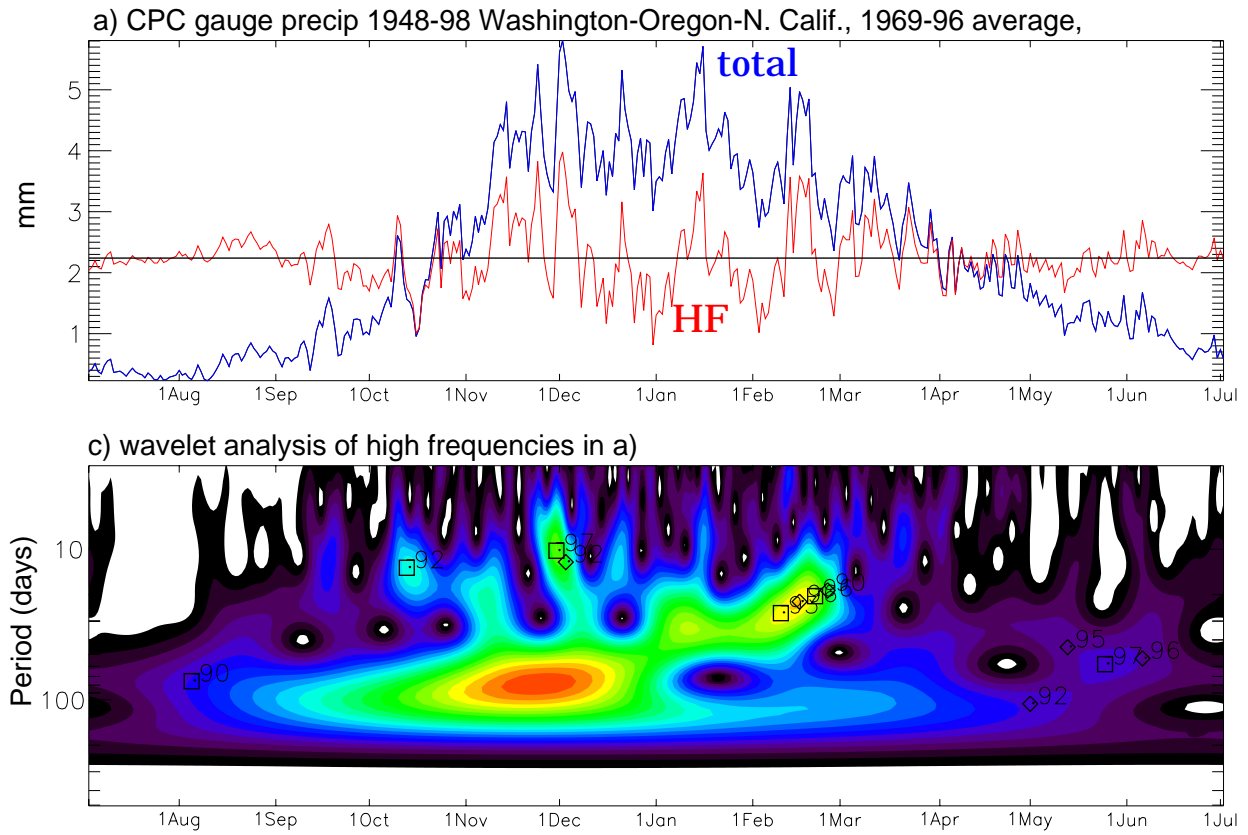 a) CPC gauge precip 1948-98 Washington-Oregon-N. Calif., 1969-96 average,
total
HF
mm
5
4
3
2
1
1Aug 1Sep 1Oct 1Nov 1Dec 1Jan 1Feb 1Mar 1Apr 1May 1Jun 1Jul
c) wavelet analysis of high frequencies in a)
Period (days)
10
100
97
92
92
90
95
97
96
92
1Aug 1Sep 1Oct 1Nov 1Dec 1Jan 1Feb 1Mar 1Apr 1May 1Jun 1Jul